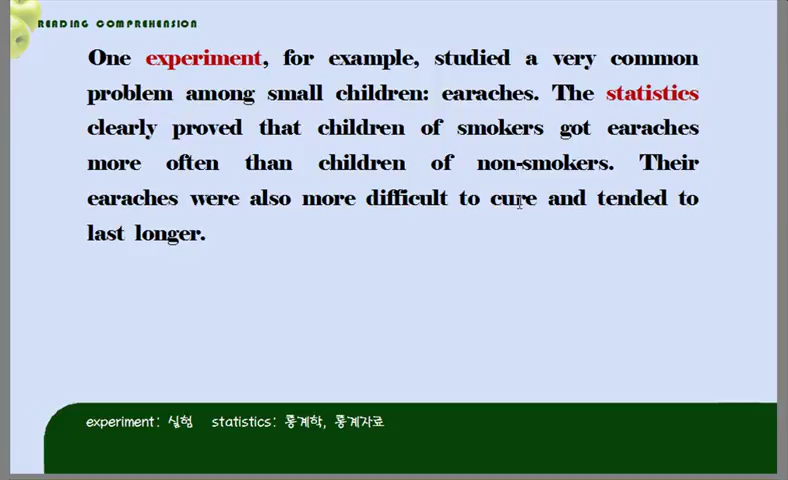 READING COMPREHENSION
One experiment, for example, studied a very common
problem among small children: earaches. The statistics
clearly proved that children of smokers got earaches
more often than children of non-smokers. Their
earaches were also more difficult to cure and tended to
last longer.
experiment: 실험 statistics: 통계학, 통계자료